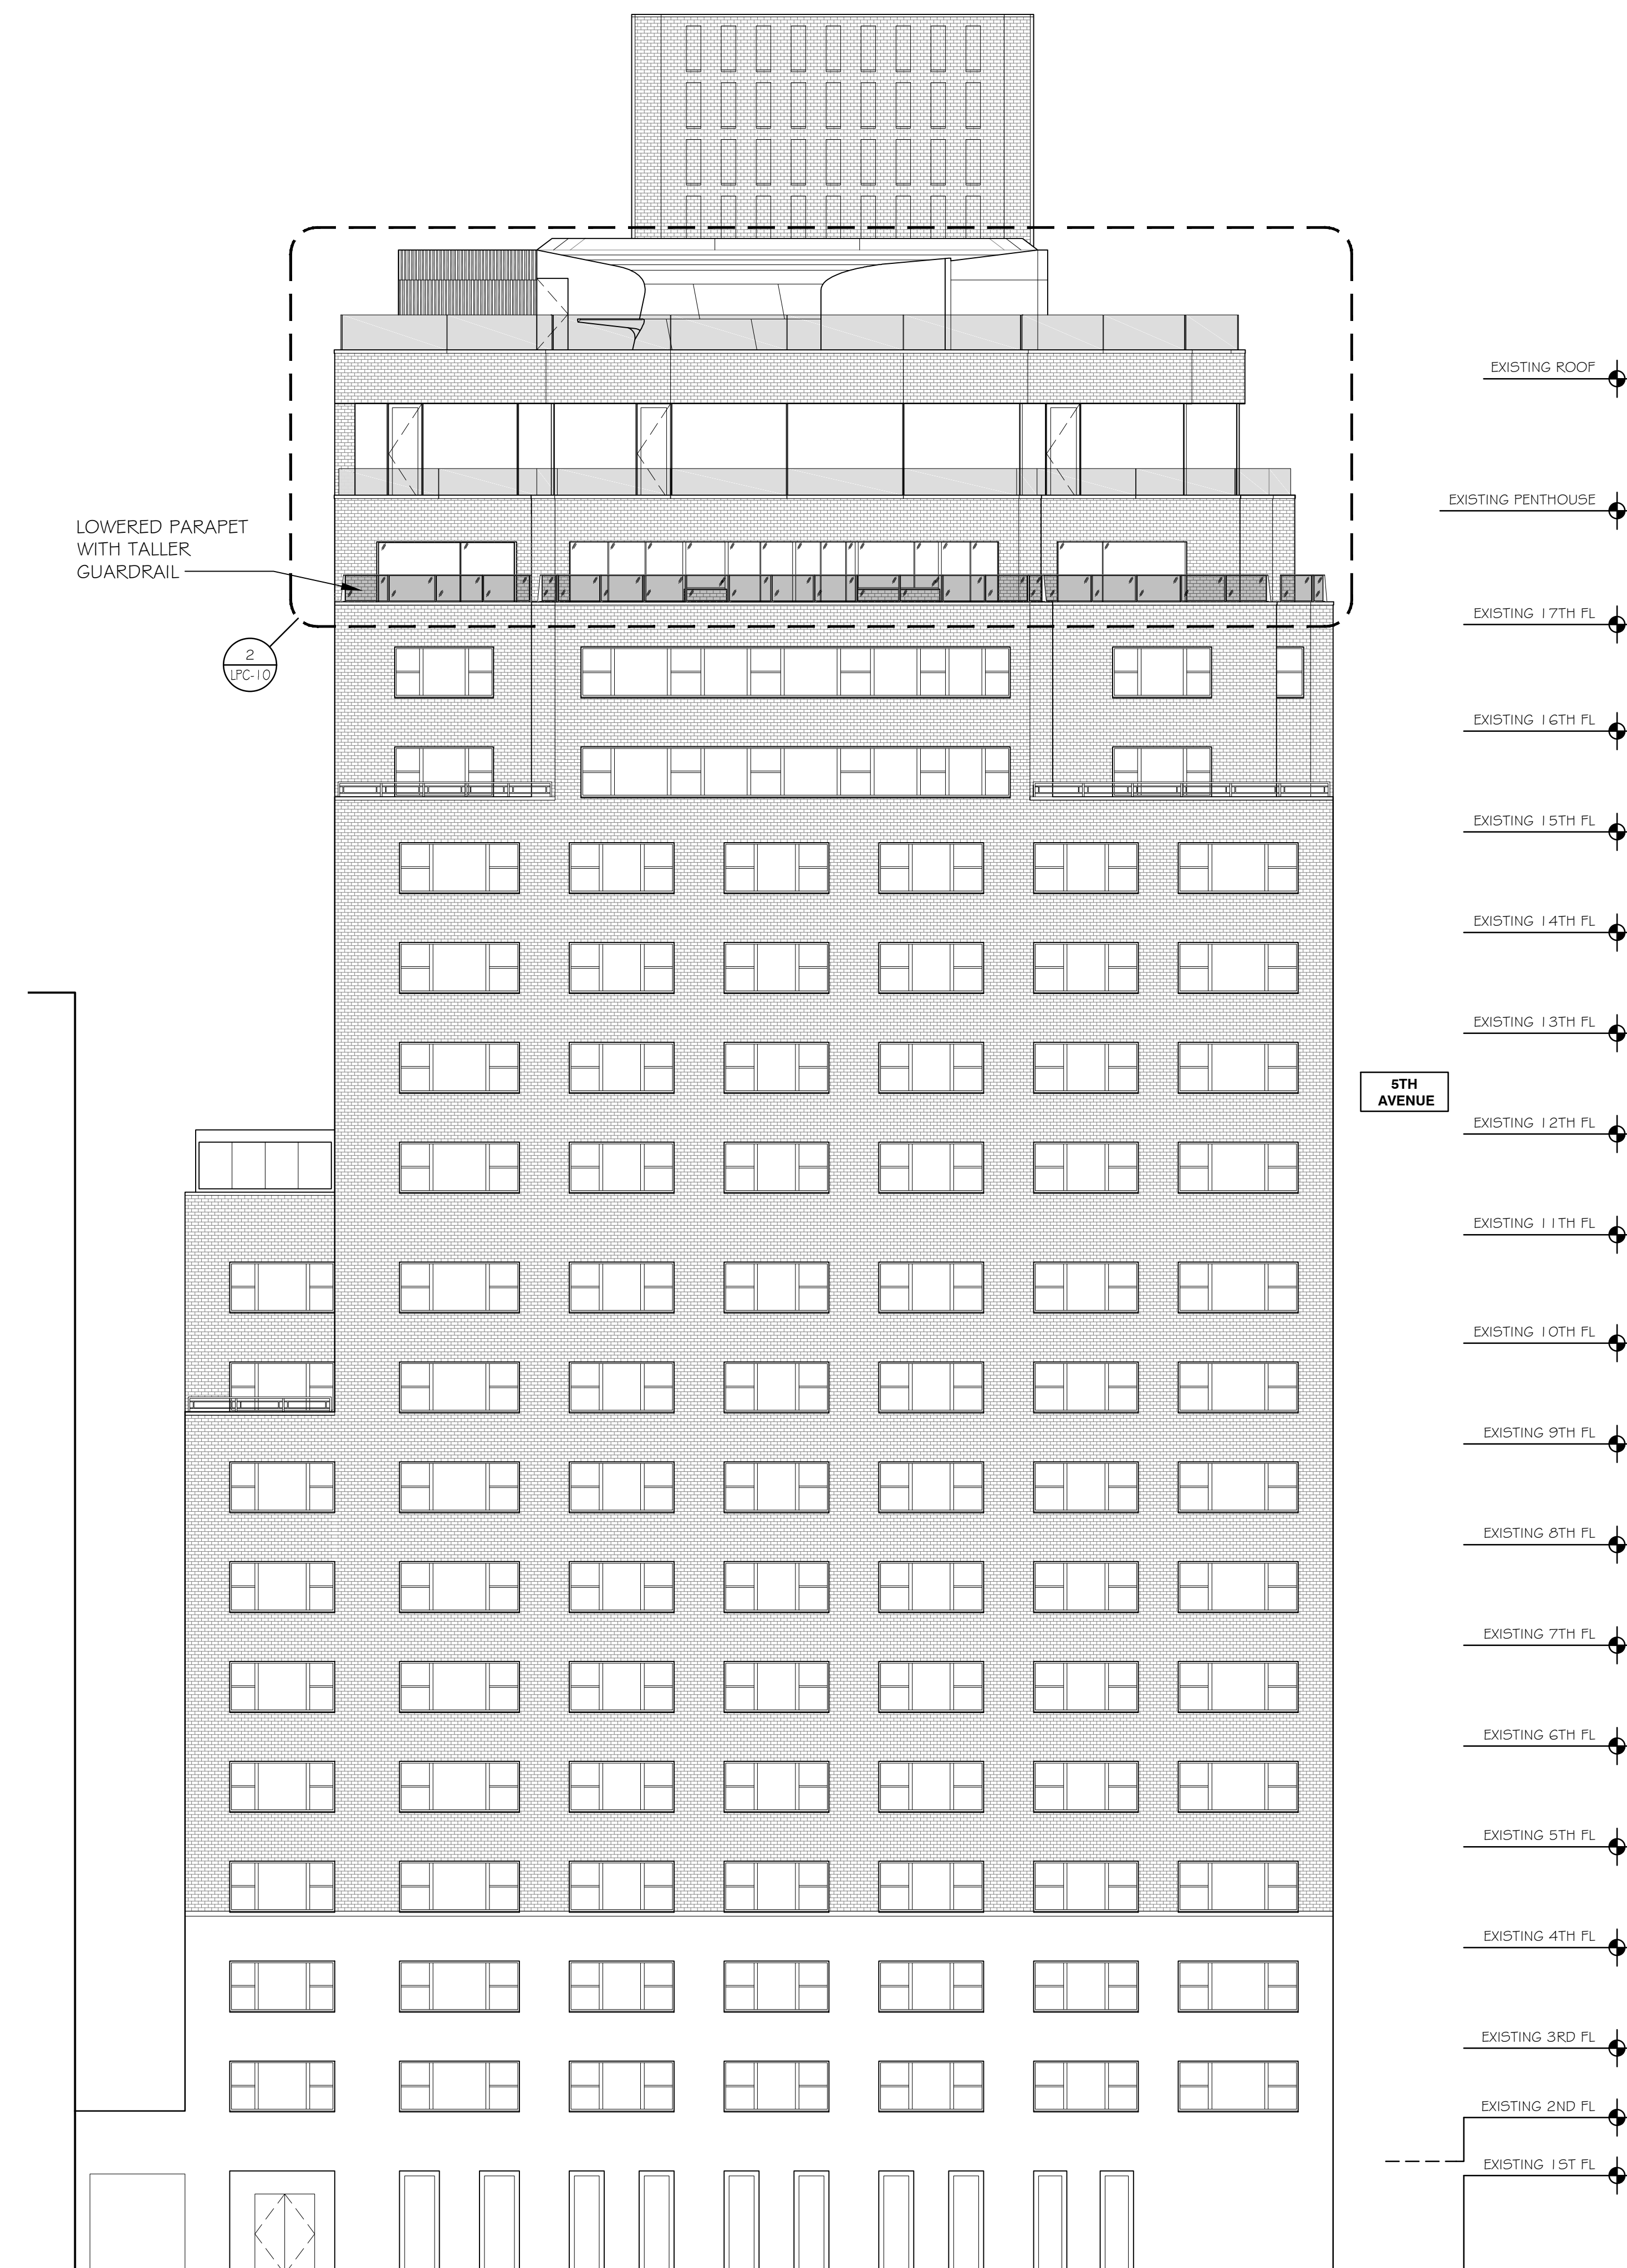 EXISTING ROOF
EXISTING PENTHOUSE
LOWERED PARAPET
WITH TALLER
GUARDRAIL
EXISTING 17TH FL
2
LPC-10
EXISTING 16TH FL
EXISTING 15TH FL
EXISTING 14TH FL
EXISTING 13TH FL
5TH
AVENUE
EXISTING 12TH FL
EXISTING 11TH FL
EXISTING 10TH FL
EXISTING 9TH FL
EXISTING 8TH FL
EXISTING 7TH FL
EXISTING 6TH FL
EXISTING 5TH FL
EXISTING 4TH FL
EXISTING 3RD FL
EXISTING 2ND FL
EXISTING 1ST FL